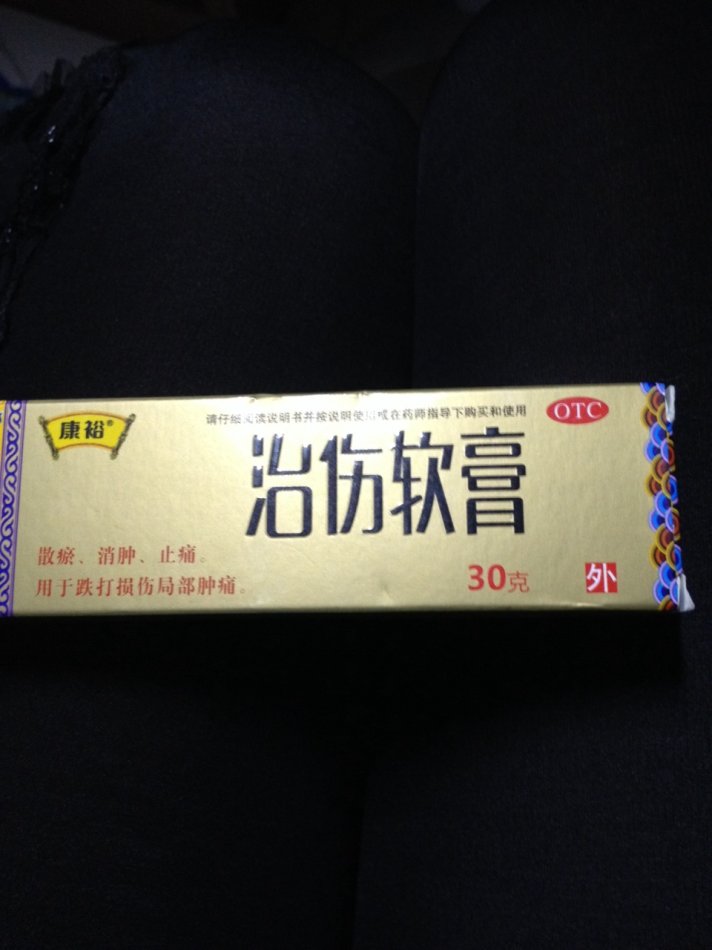 康裕®
请仔细阅读说明书并按说明使用或在药师指导下购买和使用
OTC
治伤软膏
散瘀、消肿、止痛。
用于跌打损伤局部肿痛。
30克
外